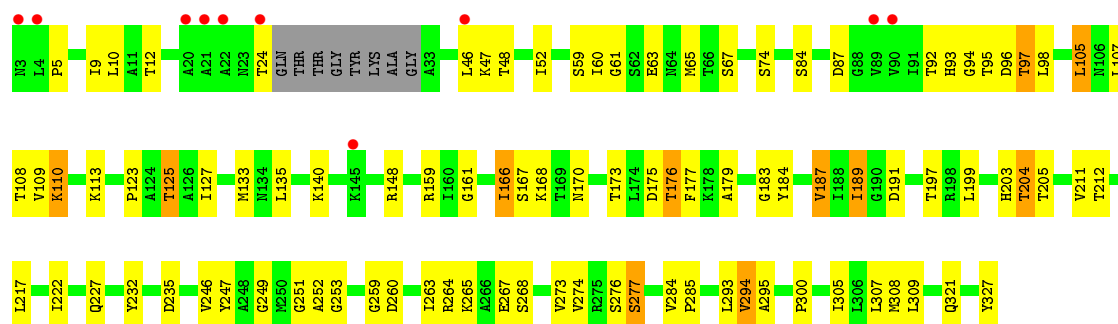 N3 L4 P5 I9 L10 A11 T12 A20 A21 A22 N23 T24 GLN THR THR GLY TYR LYS ALA GLY A33 L46 K47 T48 I52 S59 I60 G61 S62 E63 N64 M65 T66 S67 S74 S84 D87 G88 V89 V90 I91 T92 H93 G94 T95 D96 T97 L98 L105 N106 L107
T108 V109 K110 K113 P123 A124 T125 A126 I127 M133 N134 L135 K140 K145 R148 R159 I160 G161 I166 S167 K168 T169 N170 T173 L174 D175 T176 F177 K178 A179 G183 Y184 V187 I188 I189 G190 D191 T197 R198 L199 H203 T204 T205 V211 T212
L217 I222 Q227 Y232 D235 V246 Y247 A248 G249 M250 G251 A252 G253 G259 D260 I263 R264 K265 A266 E267 S268 V273 V274 R275 S276 S277 V284 P285 L293 V294 A295 P300 I305 L306 L307 M308 L309 Q321 Y327